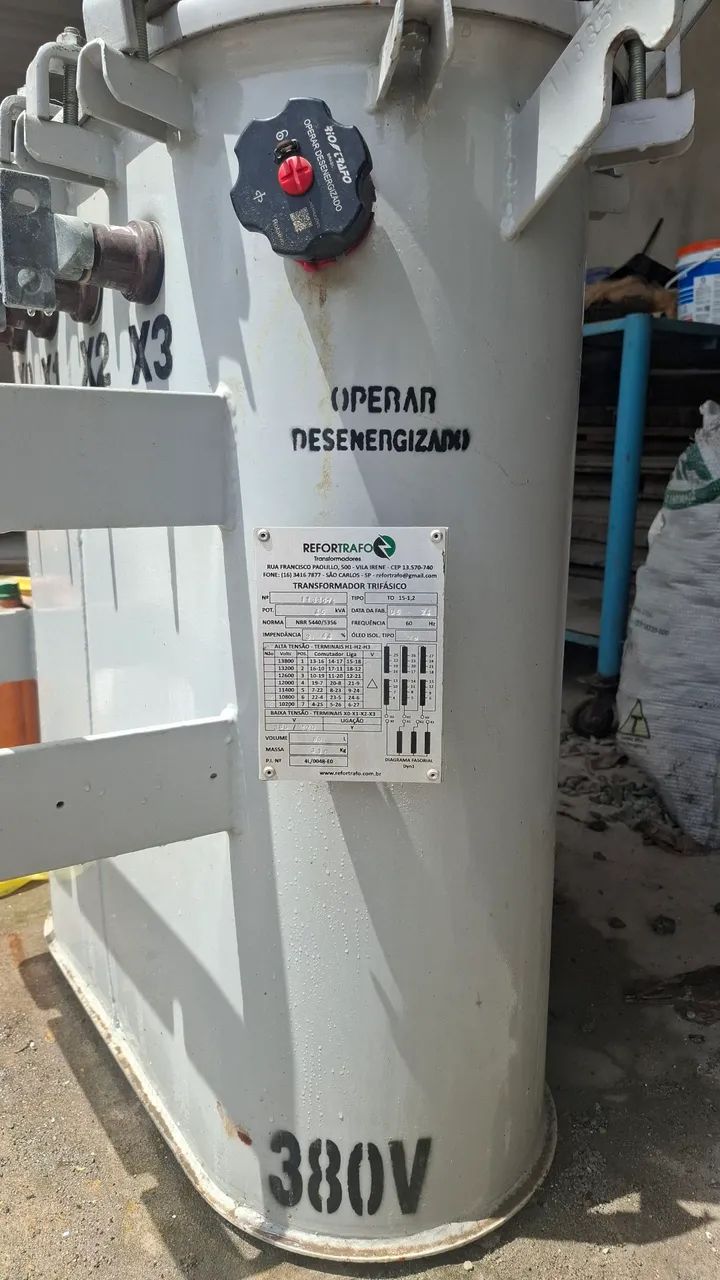 RIOSTRAFO
OPERAR DESENERGIZADO
6
X1 X2 X3
OPERAR
DESENERGIZADO
REFORTRAFO
Transformadores
RUA FRANCISCO PAOLILLO, 500 - VILA IRENE - CEP 13.570-740
FONE: (16) 3416 7877 - SÃO CARLOS - SP - refortrafo@gmail.com
TRANSFORMADOR TRIFÁSICO
Nº TIPO TO 15-1,2
POT. kVA DATA DA FAB.
NORMA NBR 5440/5356 FREQUÊNCIA 60 Hz
IMPEDÂNCIA % ÓLEO ISOL. TIPO
ALTA TENSÃO - TERMINAIS H1-H2-H3
Não Volts POS. Comutador Liga V
13800 1 13-16 14-17 15-18
13200 2 16-10 17-11 18-12
12600 3 10-19 11-20 12-21
12000 4 19-7 20-8 21-9
11400 5 7-22 8-23 9-24
10800 6 22-4 23-5 24-6
10200 7 4-25 5-26 6-27
BAIXA TENSÃO - TERMINAIS X0-X1-X2-X3
V LIGAÇÃO
Y
VOLUME L
MASSA Kg
P.I. Nº 4L/0048-E0
DIAGRAMA FASORIAL
Dyn1
www.refortrafo.com.br
380V